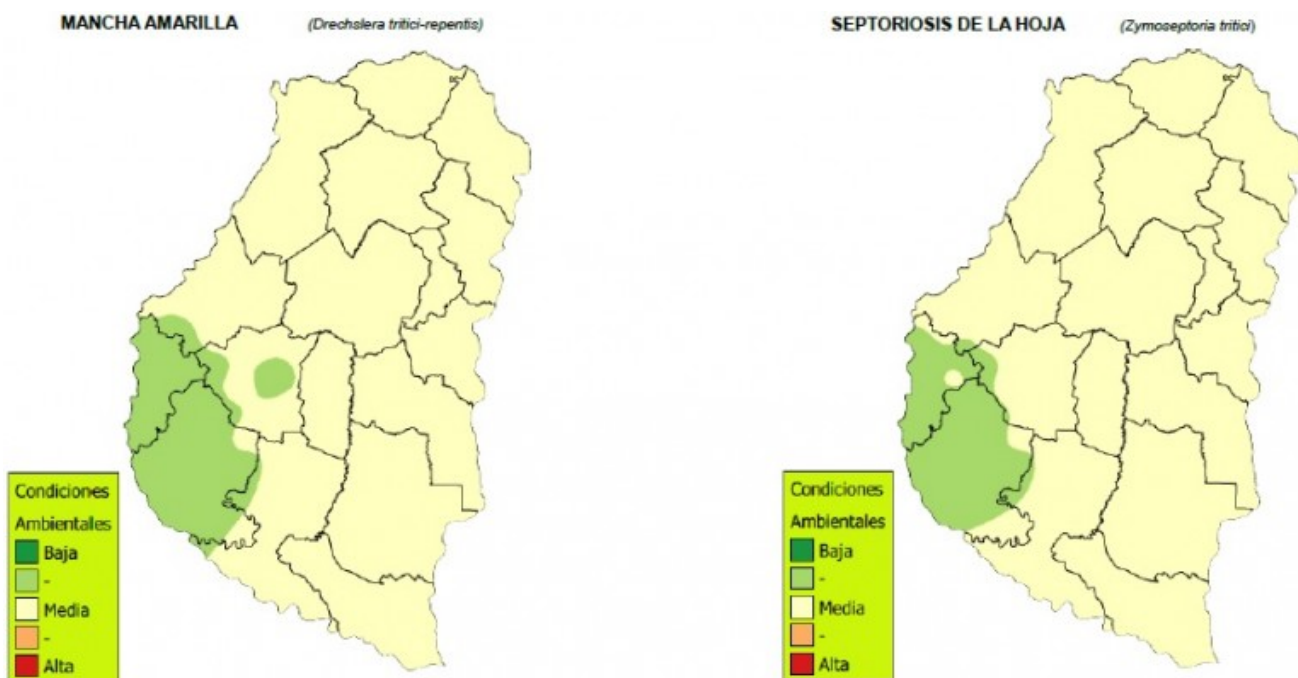 MANCHA AMARILLA (Drechslera tritici-repentis)
SEPTORIOSIS DE LA HOJA (Zymoseptoria tritici)
Condiciones
Ambientales
Baja
-
Media
-
Alta
Condiciones
Ambientales
Baja
-
Media
-
Alta